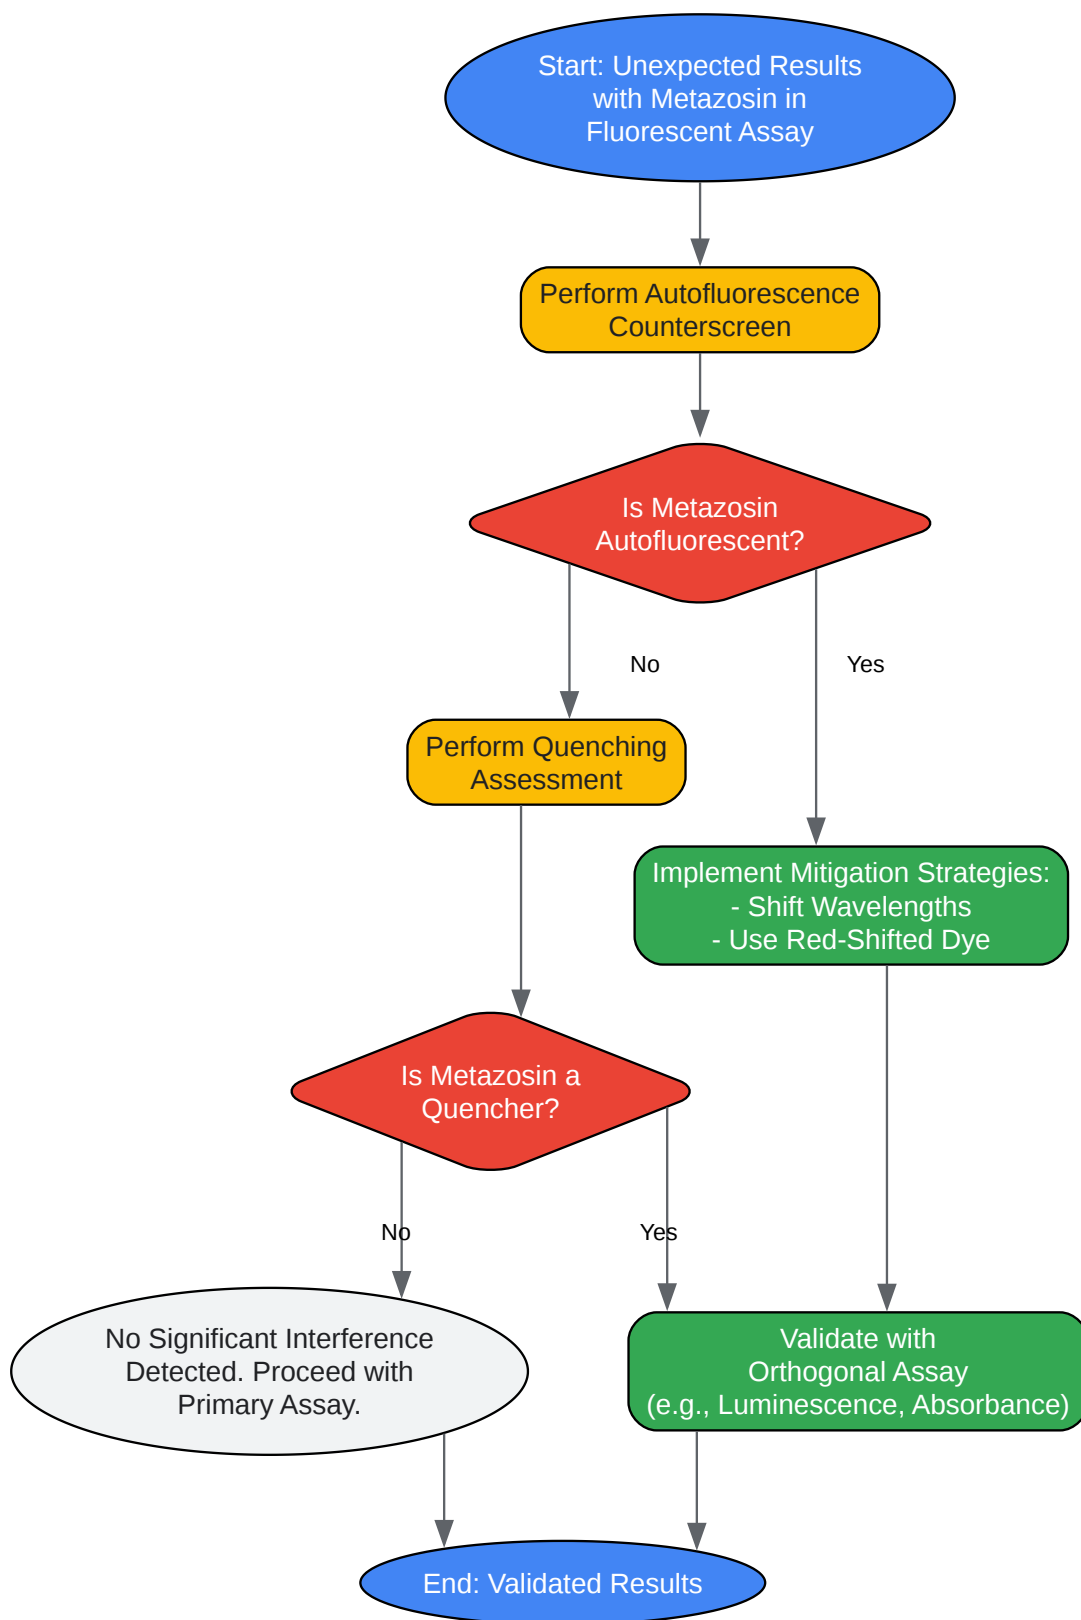 Start: Unexpected Results
with Metazosin in
Fluorescent Assay
Perform Autofluorescence
Counterscreen
Is Metazosin
Autofluorescent?
No
Yes
Perform Quenching
Assessment
Implement Mitigation Strategies:
- Shift Wavelengths
- Use Red-Shifted Dye
Is Metazosin a
Quencher?
No
Yes
No Significant Interference
Detected. Proceed with
Primary Assay.
Validate with
Orthogonal Assay
(e.g., Luminescence, Absorbance)
End: Validated Results